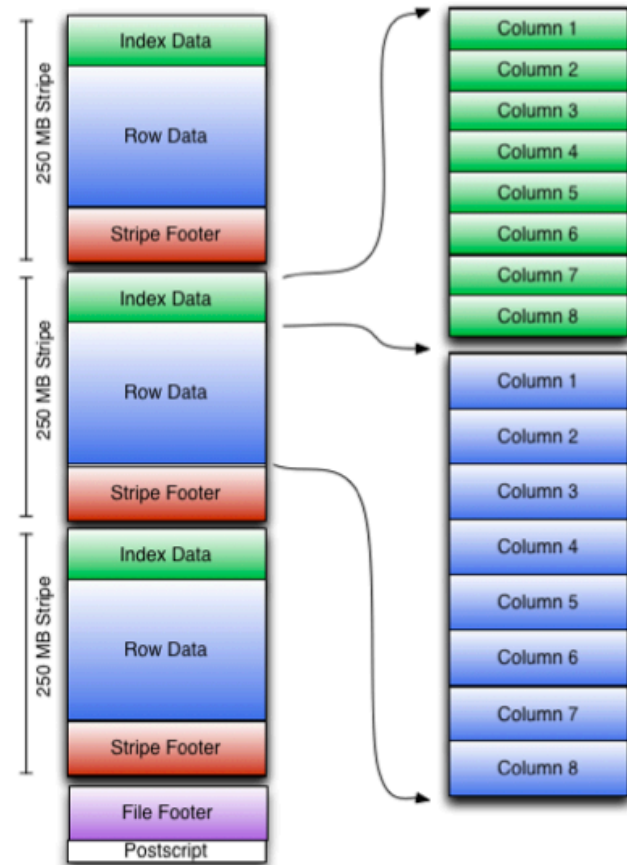 250 MB Stripe
Index Data
Row Data
Stripe Footer
250 MB Stripe
Index Data
Row Data
Stripe Footer
250 MB Stripe
Index Data
Row Data
Stripe Footer
File Footer
Postscript
Column 1
Column 2
Column 3
Column 4
Column 5
Column 6
Column 7
Column 8
Column 1
Column 2
Column 3
Column 4
Column 5
Column 6
Column 7
Column 8